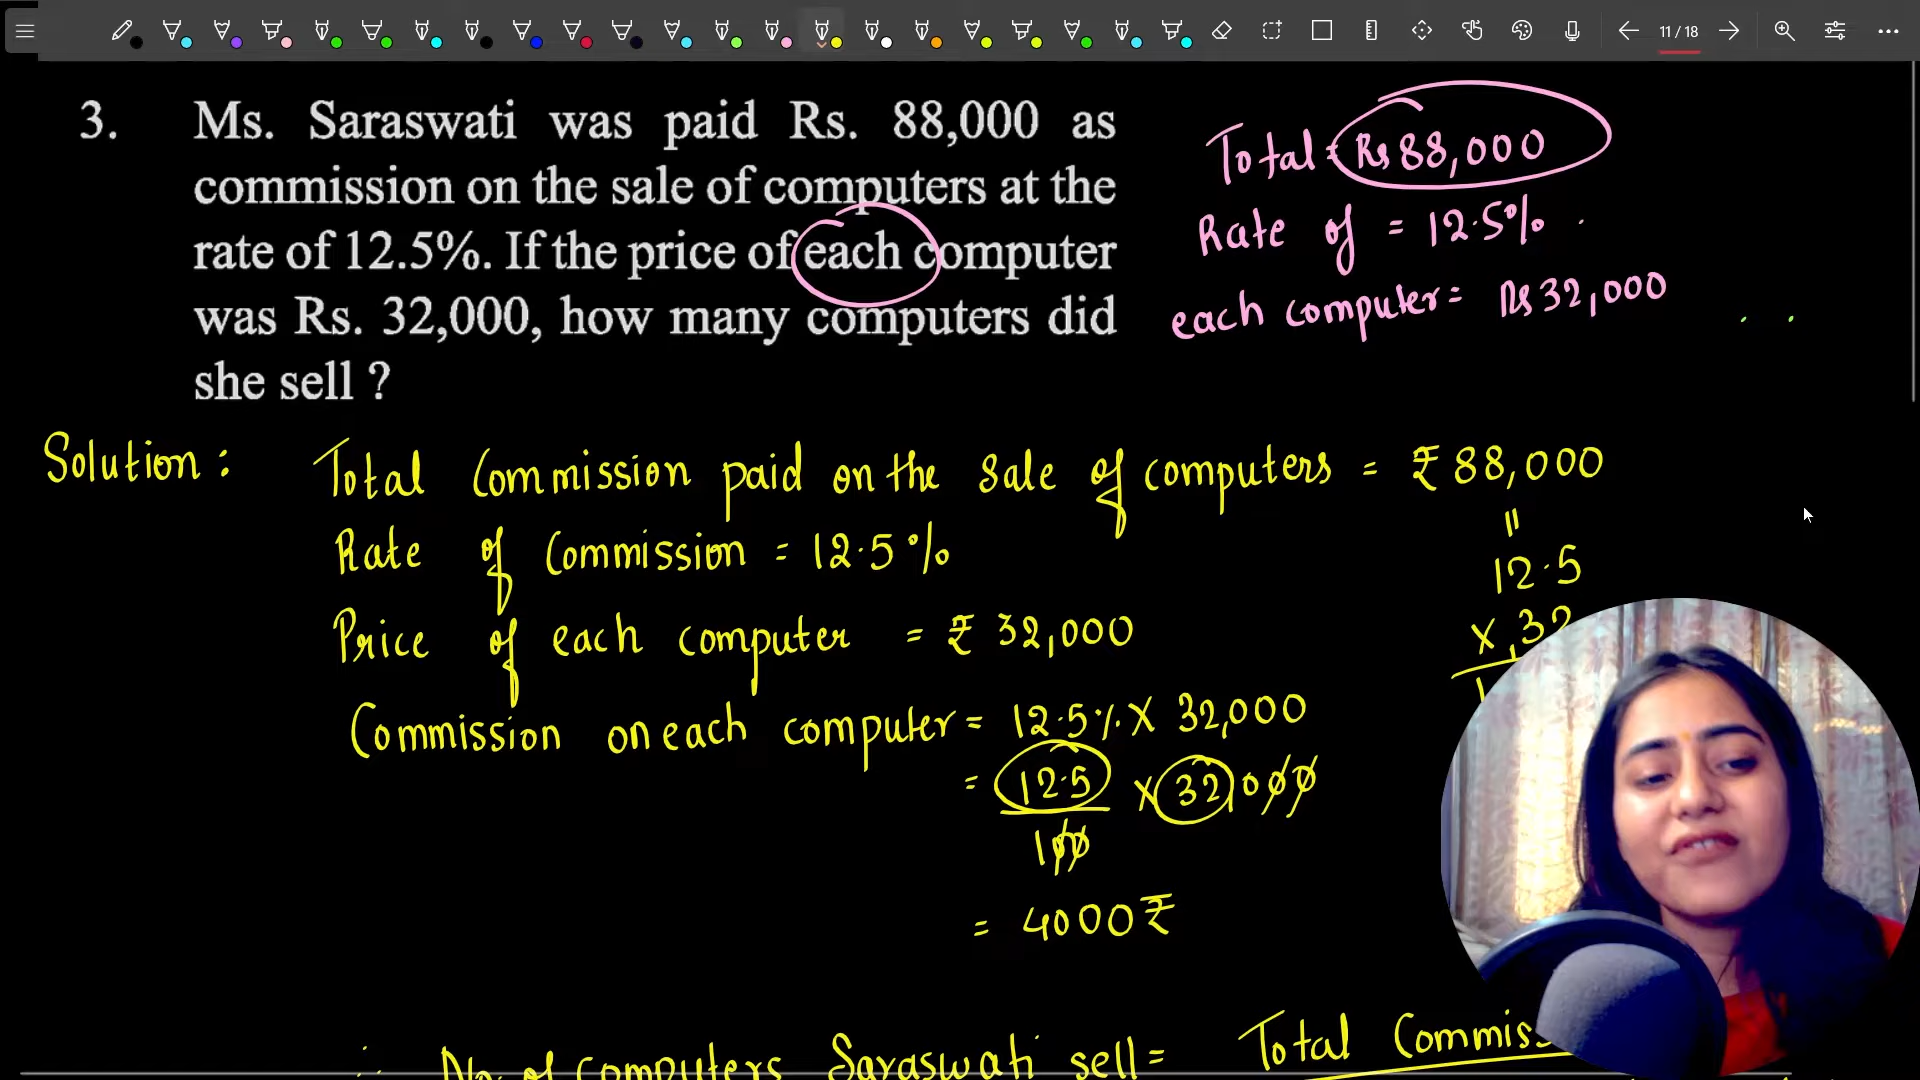 11 / 18
3. Ms. Saraswati was paid Rs. 88,000 as
commission on the sale of computers at the
rate of 12.5%. If the price of each computer
was Rs. 32,000, how many computers did
she sell ?
Total = Rs 88,000
Rate of = 12.5% .
each computer = Rs 32,000
Solution : Total Commission paid on the sale of computers = ₹ 88,000
Rate of Commission = 12.5%
Price of each computer = ₹ 32,000
Commission on each computer = 12.5% X 32,000
= 12.5 X 32,000
100
= 4000 ₹
12.5
X 32
∴ No. of computers Saraswati sell = Total